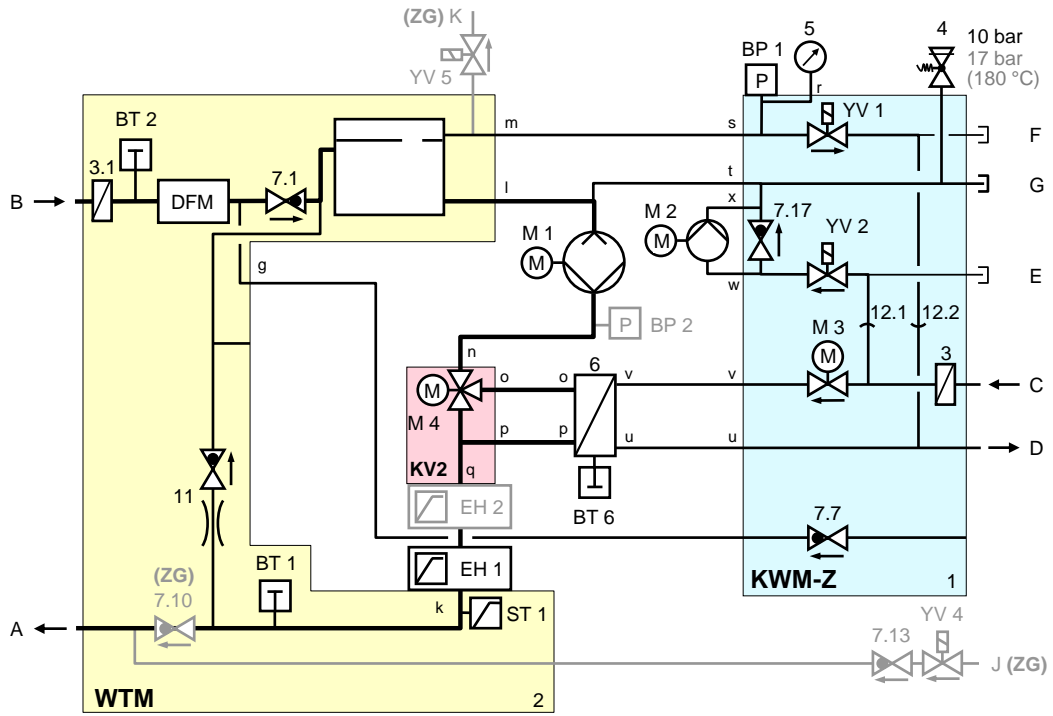 (ZG) K
5
4
10 bar
17 bar
(180 °C)
BP 1
P
YV 5
r
BT 2
m
s
YV 1
F
3.1
7.1
t
G
B
DFM
l
x
M 2
7.17
YV 2
M 1
M
M
g
w
E
P
BP 2
12.1
12.2
n
M 3
6
M
3
M
o
o
v
v
C
M 4
p
p
u
u
D
KV2
q
11
EH 2
BT 6
7.7
EH 1
KWM-Z
1
(ZG)
BT 1
7.10
k
ST 1
YV 4
A
7.13
J (ZG)
WTM
2